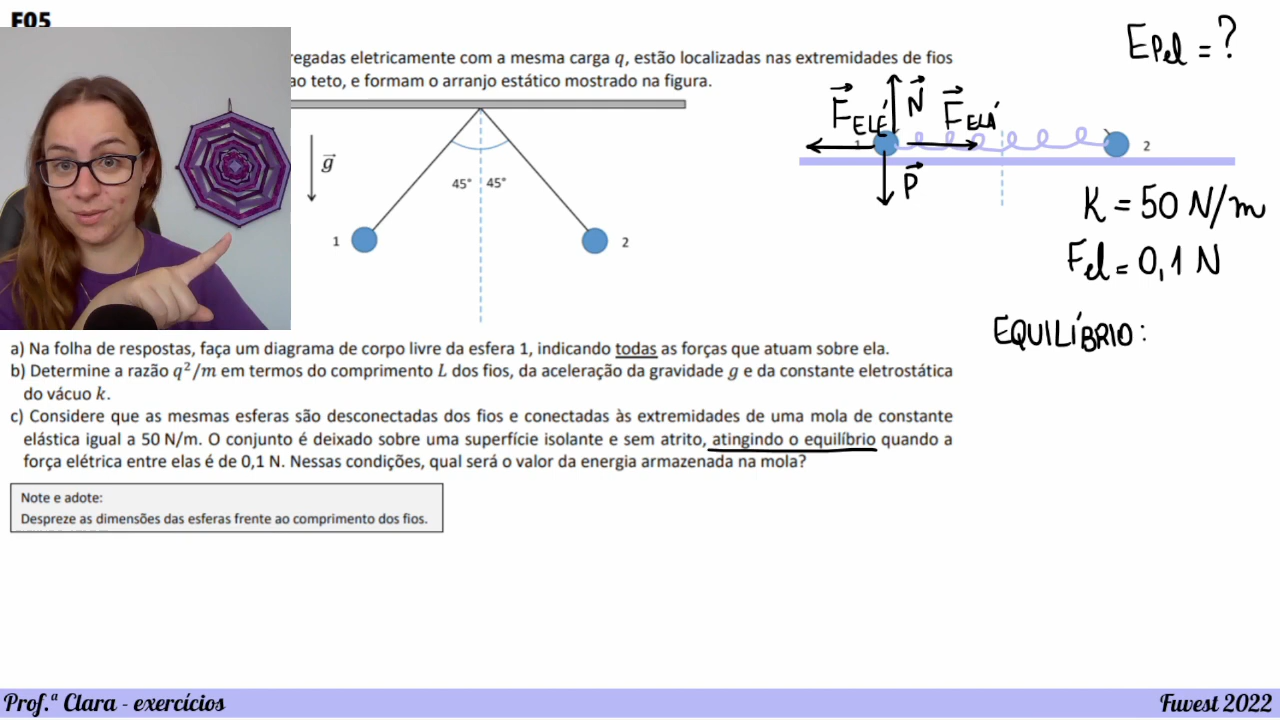 F05
regadas eletricamente com a mesma carga q, estão localizadas nas extremidades de fios
ao teto, e formam o arranjo estático mostrado na figura.
g
45° 45°
1
2
E Pel = ?
F ELÉ N F ELÁ
1
2
P
K = 50 N/m
Fel = 0,1 N
EQUILÍBRIO:
a) Na folha de respostas, faça um diagrama de corpo livre da esfera 1, indicando todas as forças que atuam sobre ela.
b) Determine a razão q²/m em termos do comprimento L dos fios, da aceleração da gravidade g e da constante eletrostática
do vácuo k.
c) Considere que as mesmas esferas são desconectadas dos fios e conectadas às extremidades de uma mola de constante
elástica igual a 50 N/m. O conjunto é deixado sobre uma superfície isolante e sem atrito, atingindo o equilíbrio quando a
força elétrica entre elas é de 0,1 N. Nessas condições, qual será o valor da energia armazenada na mola?
Note e adote:
Despreze as dimensões das esferas frente ao comprimento dos fios.
Prof.ª Clara - exercícios
Fuvest 2022